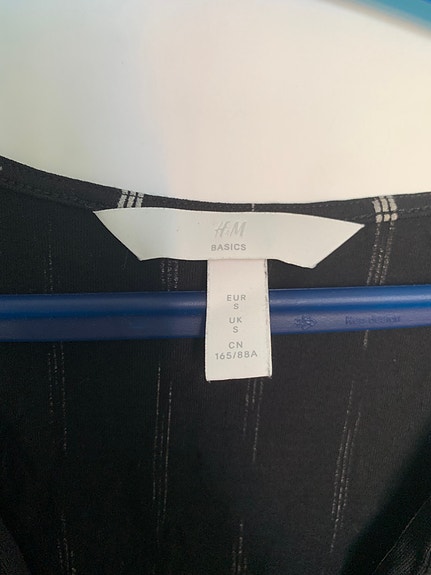 H&M
BASICS
EUR
S
UK
S
CN
165/88A